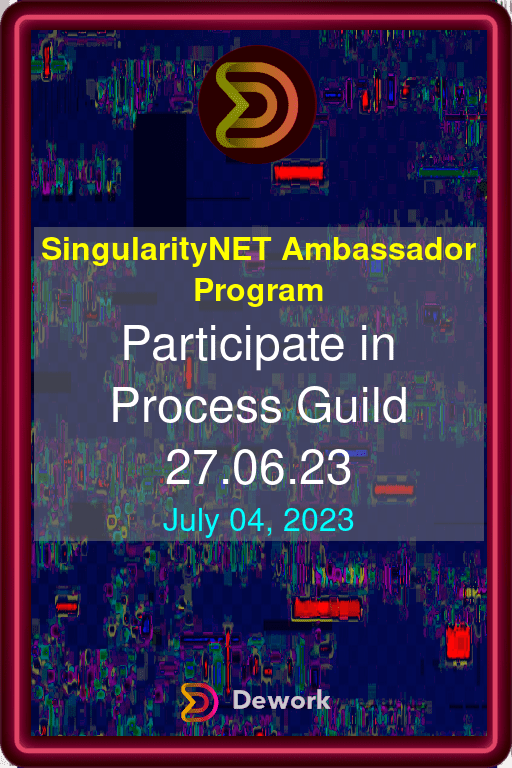 SingularityNET Ambassador
Program
Participate in
Process Guild
27.06.23
July 04, 2023
Dework